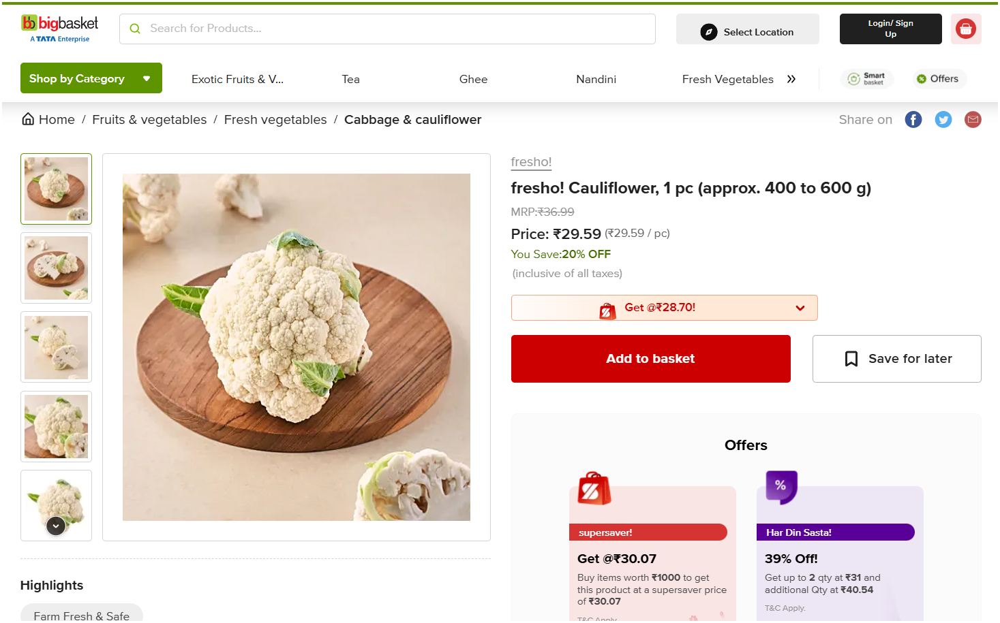 bb bigbasket
A TATA Enterprise
Search for Products...
Select Location
Login/ Sign
Up
Shop by Category
Exotic Fruits & V...
Tea
Ghee
Nandini
Fresh Vegetables
Smart
basket
Offers
Home / Fruits & vegetables / Fresh vegetables / Cabbage & cauliflower
Share on
fresho!
fresho! Cauliflower, 1 pc (approx. 400 to 600 g)
MRP:₹36.99
Price: ₹29.59 (₹29.59 / pc)
You Save:20% OFF
(inclusive of all taxes)
Get @₹28.70!
Add to basket
Save for later
Offers
supersaver!
Get @₹30.07
Buy items worth ₹1000 to get
this product at a supersaver price
of ₹30.07
T&C Apply.
%
Har Din Sasta!
39% Off!
Get up to 2 qty at ₹31 and
additional Qty at ₹40.54
T&C Apply.
Highlights
Farm Fresh & Safe